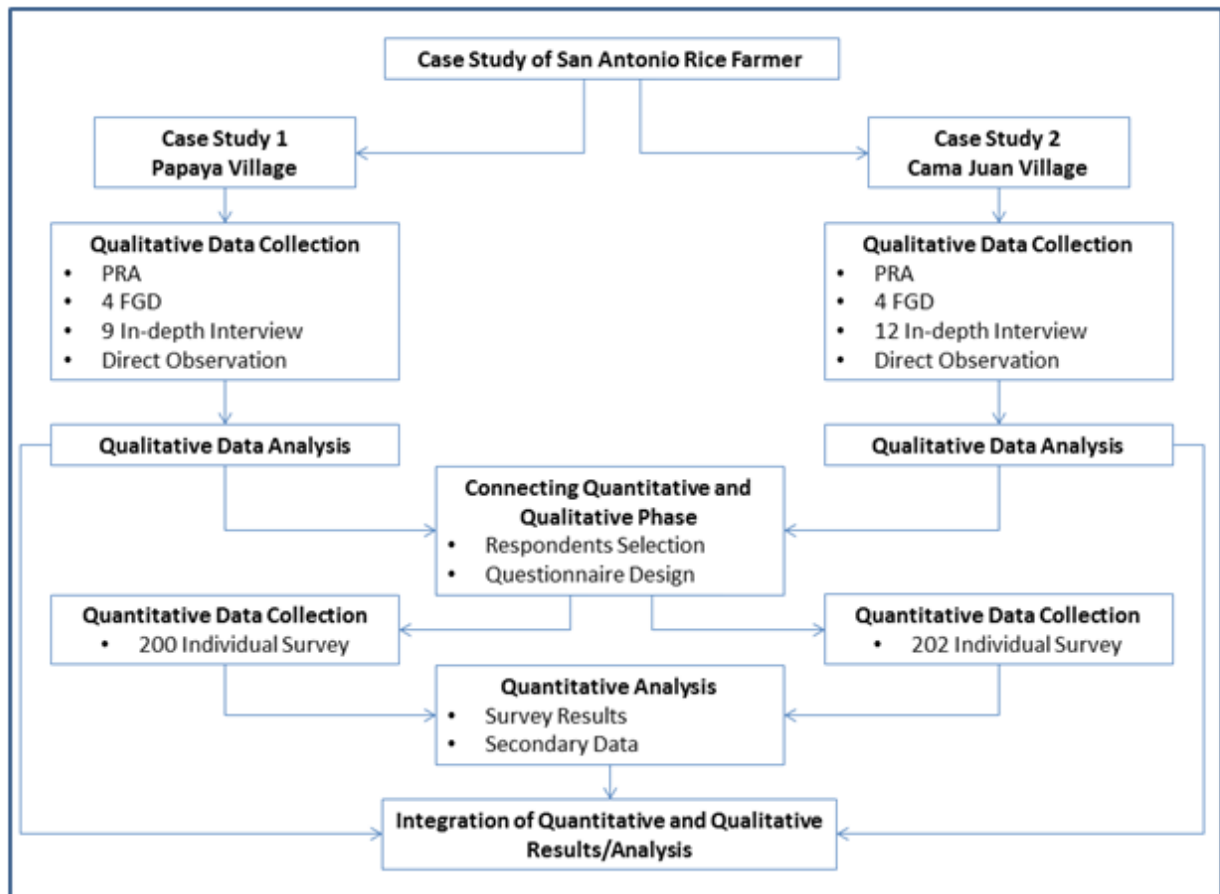 Case Study of San Antonio Rice Farmer
Case Study 1
Papaya Village
Case Study 2
Cama Juan Village
Qualitative Data Collection
• PRA
• 4 FGD
• 9 In-depth Interview
• Direct Observation
Qualitative Data Collection
• PRA
• 4 FGD
• 12 In-depth Interview
• Direct Observation
Qualitative Data Analysis
Qualitative Data Analysis
Connecting Quantitative and
Qualitative Phase
• Respondents Selection
• Questionnaire Design
Quantitative Data Collection
• 200 Individual Survey
Quantitative Data Collection
• 202 Individual Survey
Quantitative Analysis
• Survey Results
• Secondary Data
Integration of Quantitative and Qualitative
Results/Analysis